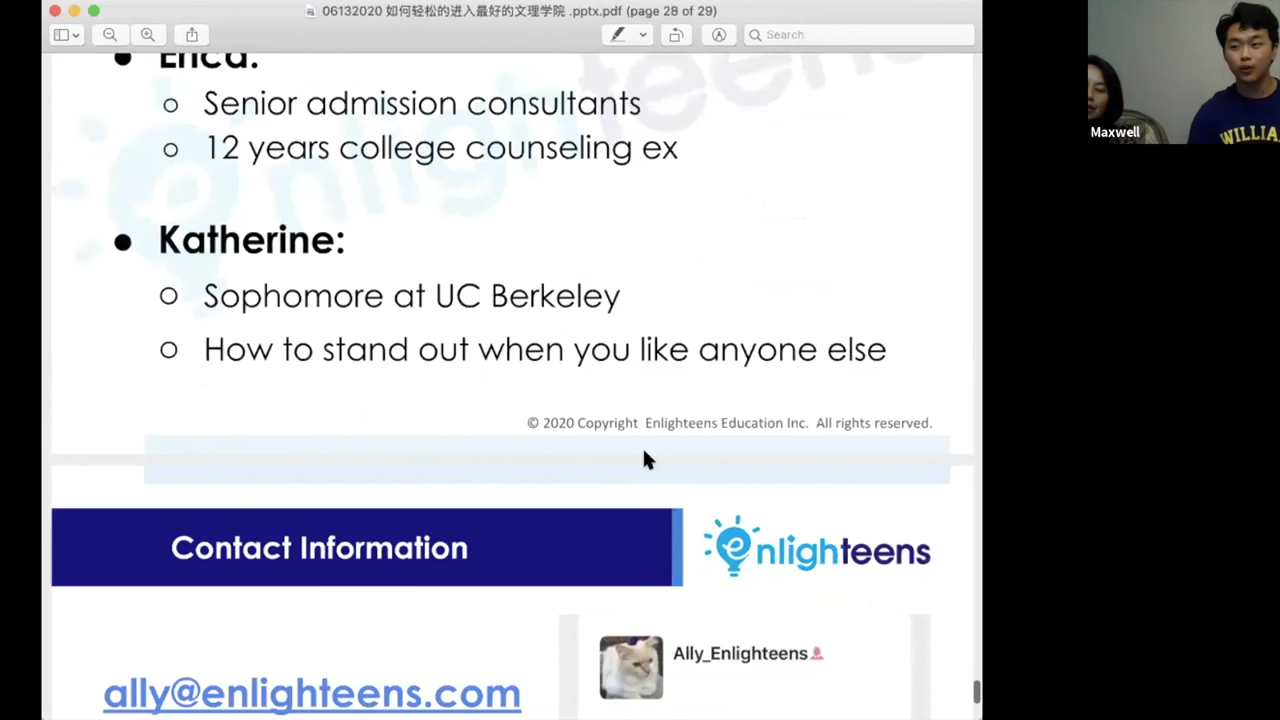 06132020 如何轻松的进入最好的文理学院 .pptx.pdf (page 28 of 29)
Search
Erica:
Senior admission consultants
12 years college counseling ex
Katherine:
Sophomore at UC Berkeley
How to stand out when you like anyone else
© 2020 Copyright Enlighteens Education Inc. All rights reserved.
Contact Information
enlighteens
Ally_Enlighteens
ally@enlighteens.com
Maxwell
WILLIA
enlighteens